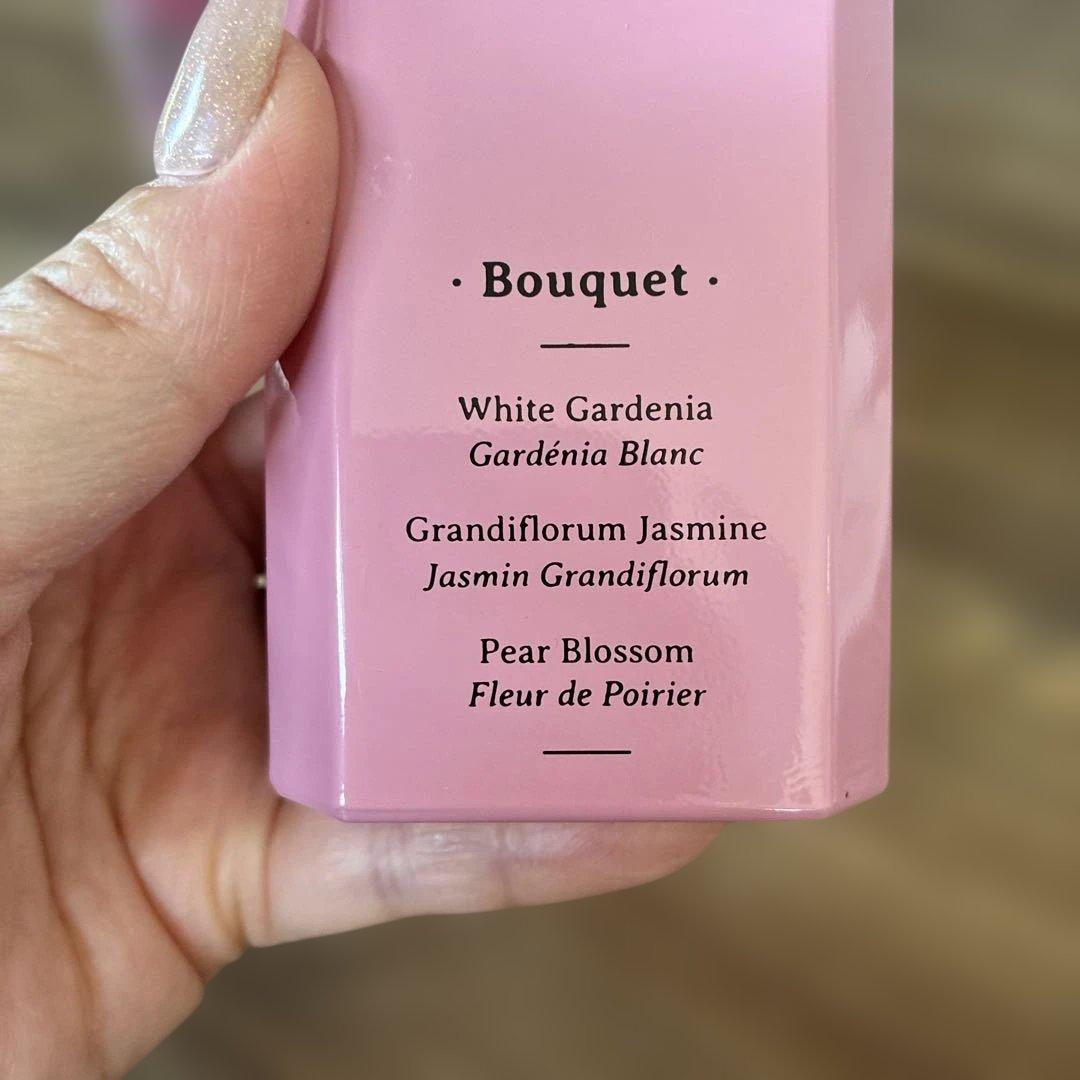 · Bouquet ·
White Gardenia
Gardénia Blanc
Grandiflorum Jasmine
Jasmin Grandiflorum
Pear Blossom
Fleur de Poirier